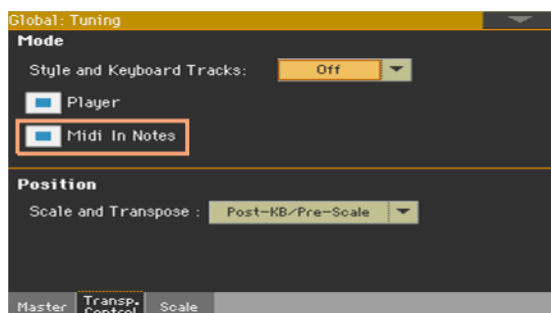 Global: Tuning
Mode
Style and Keyboard Tracks: Off
Player
Midi In Notes
Position
Scale and Transpose : Post-KB/Pre-Scale
Master Transp. Control Scale